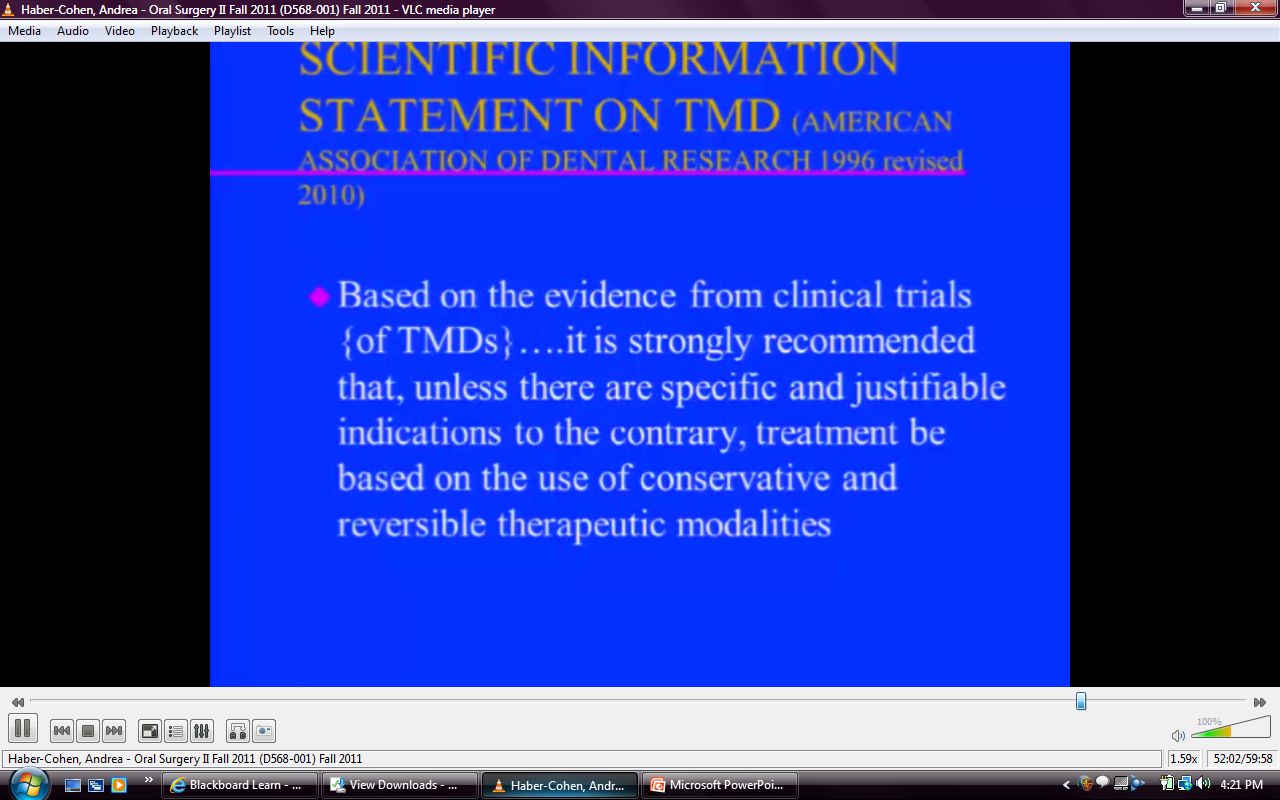 Haber-Cohen, Andrea - Oral Surgery II Fall 2011 (D568-001) Fall 2011 - VLC media player
Media Audio Video Playback Playlist Tools Help
SCIENTIFIC INFORMATION
STATEMENT ON TMD (AMERICAN
ASSOCIATION OF DENTAL RESEARCH 1996 revised
2010)
Based on the evidence from clinical trials
{of TMDs}….it is strongly recommended
that, unless there are specific and justifiable
indications to the contrary, treatment be
based on the use of conservative and
reversible therapeutic modalities
100%
Haber-Cohen, Andrea - Oral Surgery II Fall 2011 (D568-001) Fall 2011 1.59x 52:02/59:58
Blackboard Learn - ... View Downloads - ... Haber-Cohen, Andr... Microsoft PowerPoi... 4:21 PM